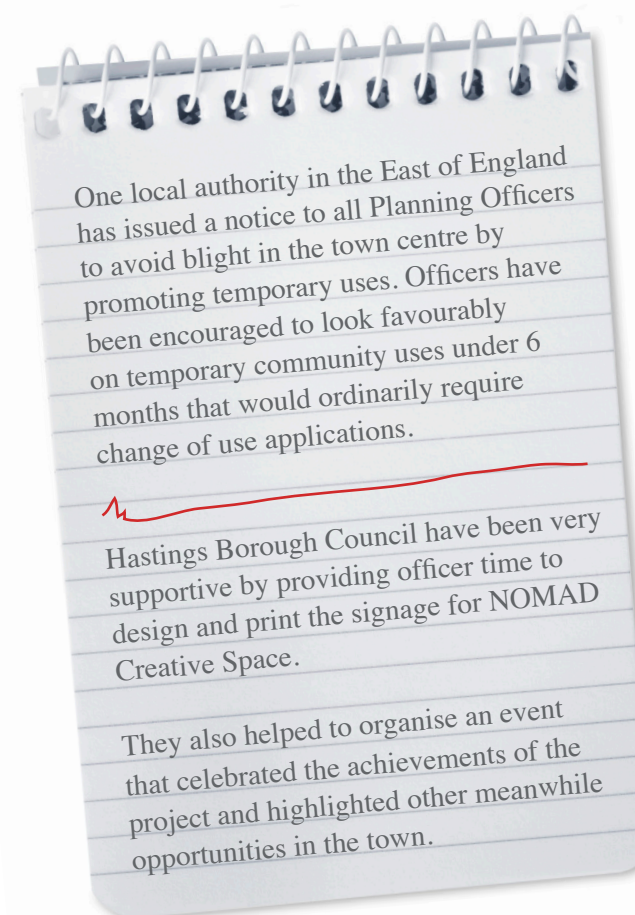 One local authority in the East of England
has issued a notice to all Planning Officers
to avoid blight in the town centre by
promoting temporary uses. Officers have
been encouraged to look favourably
on temporary community uses under 6
months that would ordinarily require
change of use applications.
Hastings Borough Council have been very
supportive by providing officer time to
design and print the signage for NOMAD
Creative Space.
They also helped to organise an event
that celebrated the achievements of the
project and highlighted other meanwhile
opportunities in the town.